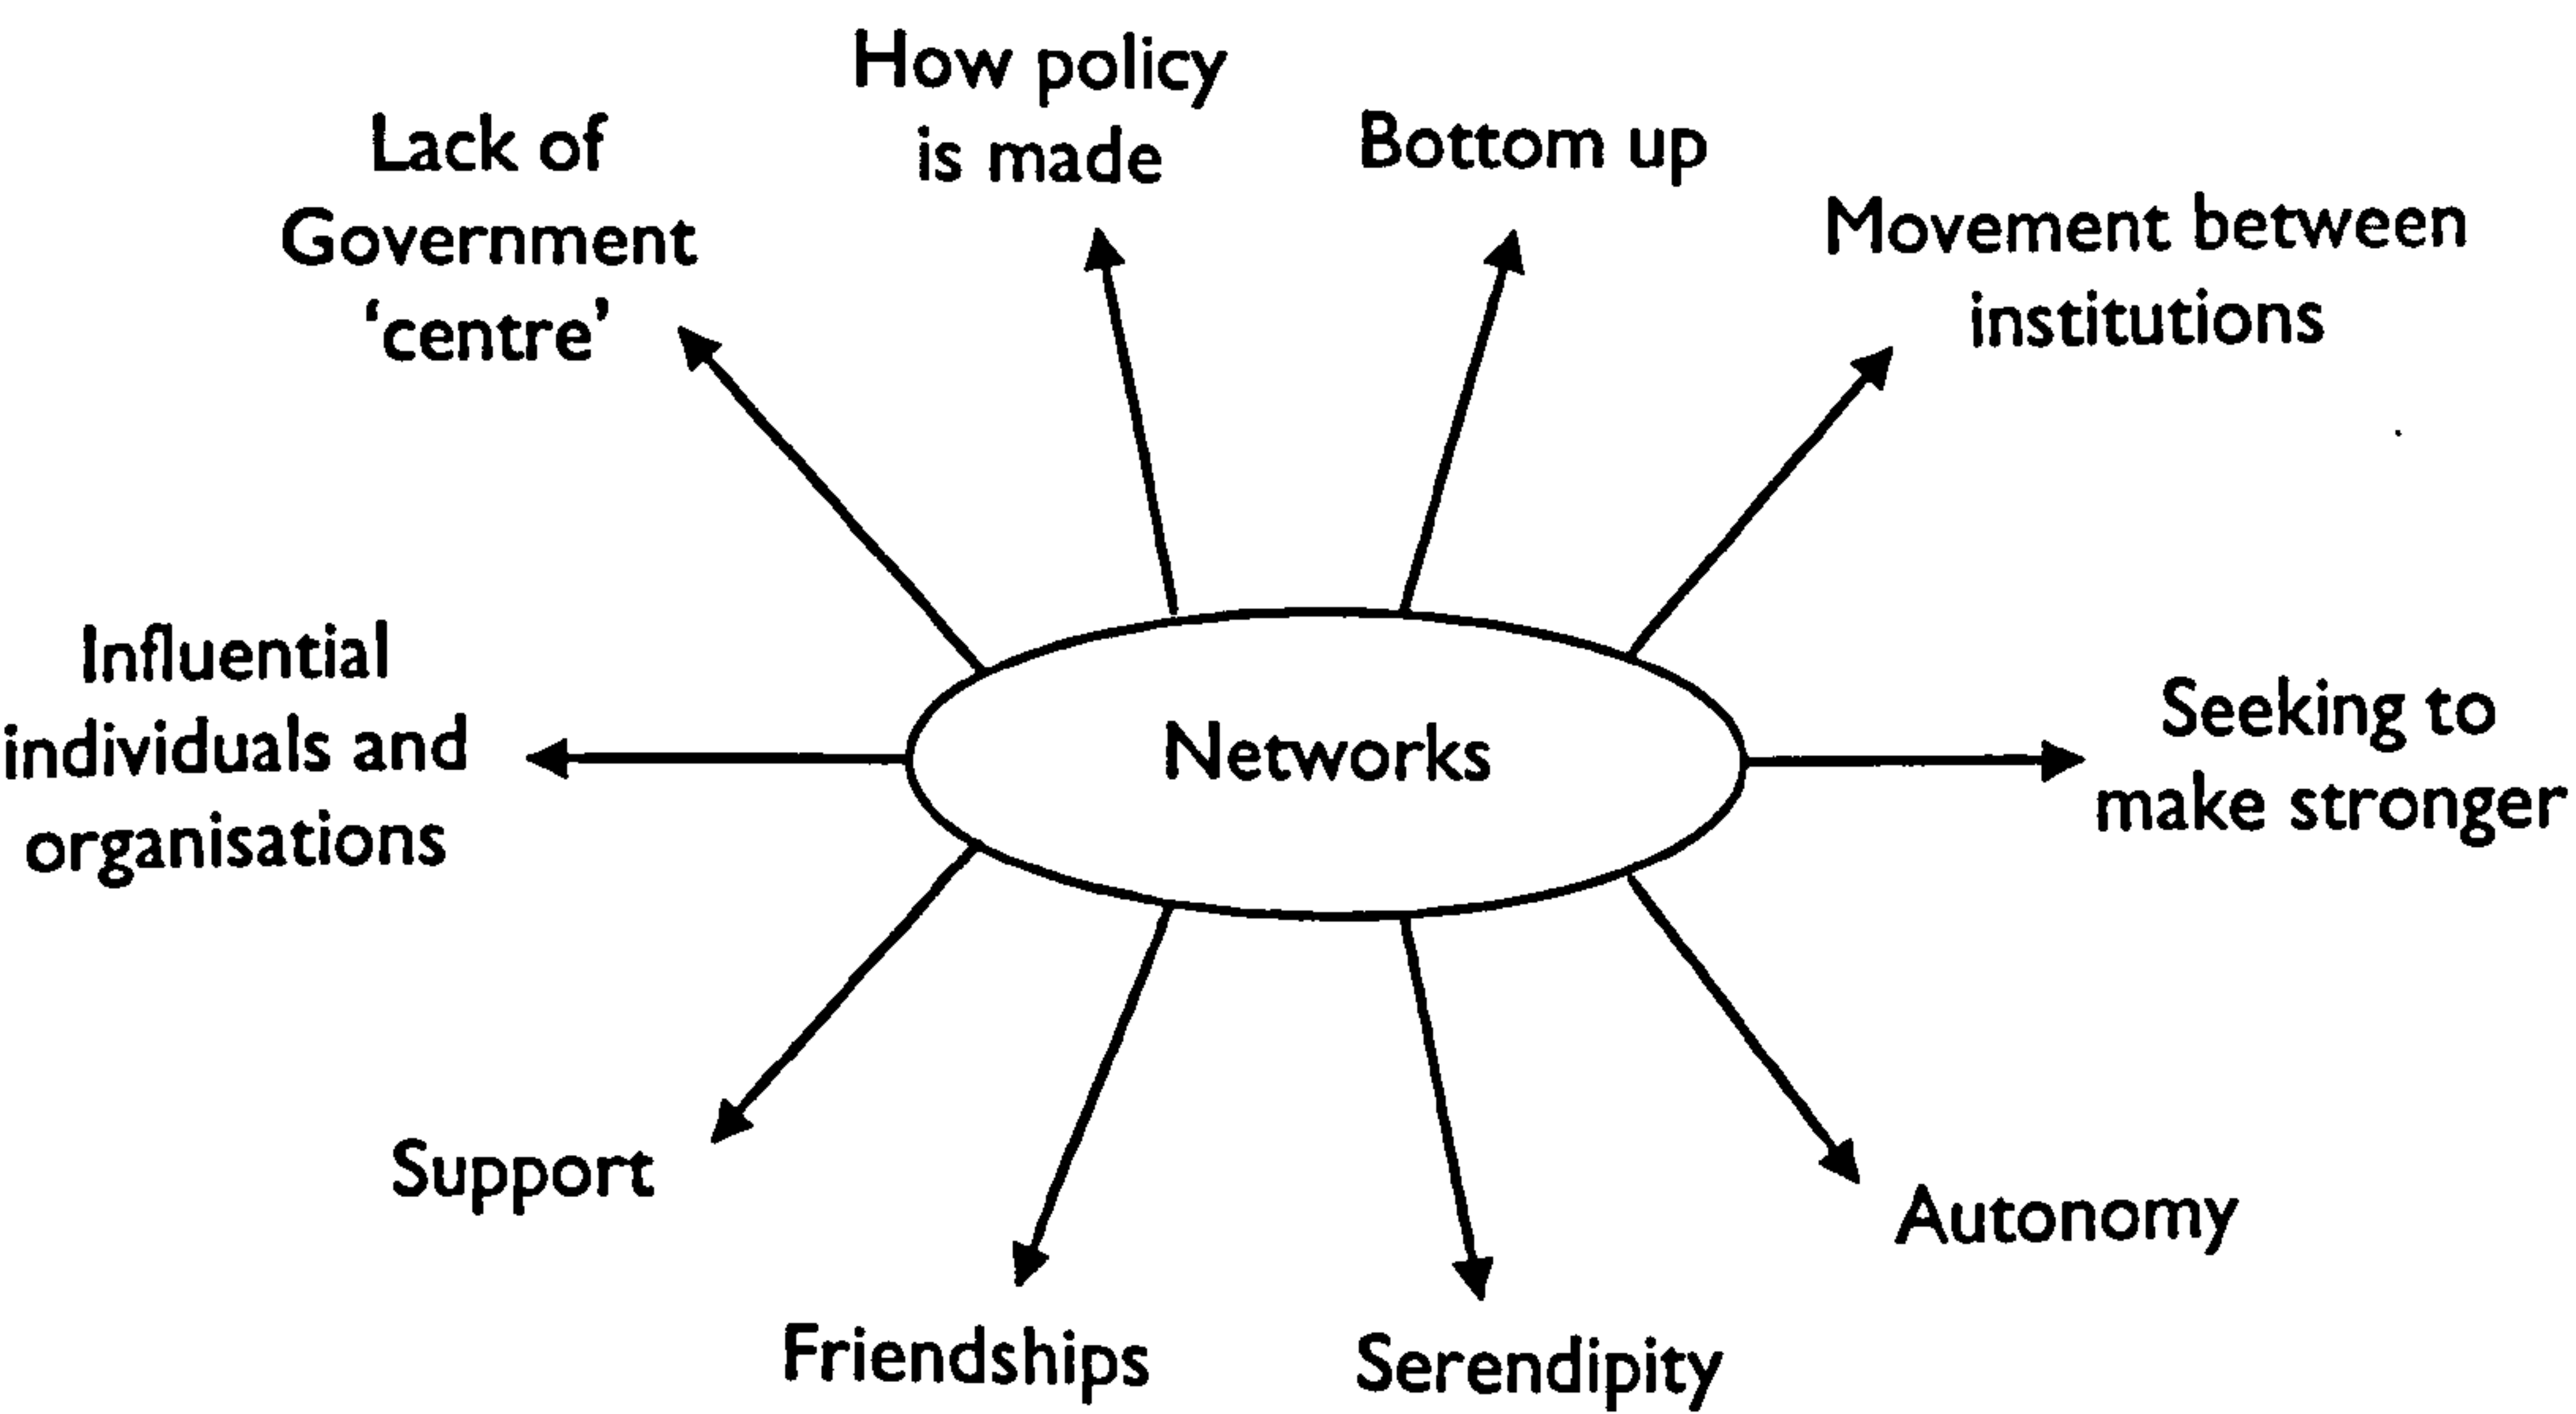 How policy
is made
Lack of
Government
‘centre’
Bottom up
Movement between
institutions
Influential
individuals and
organisations
Networks
Seeking to
make stronger
Support
Autonomy
Friendships
Serendipity